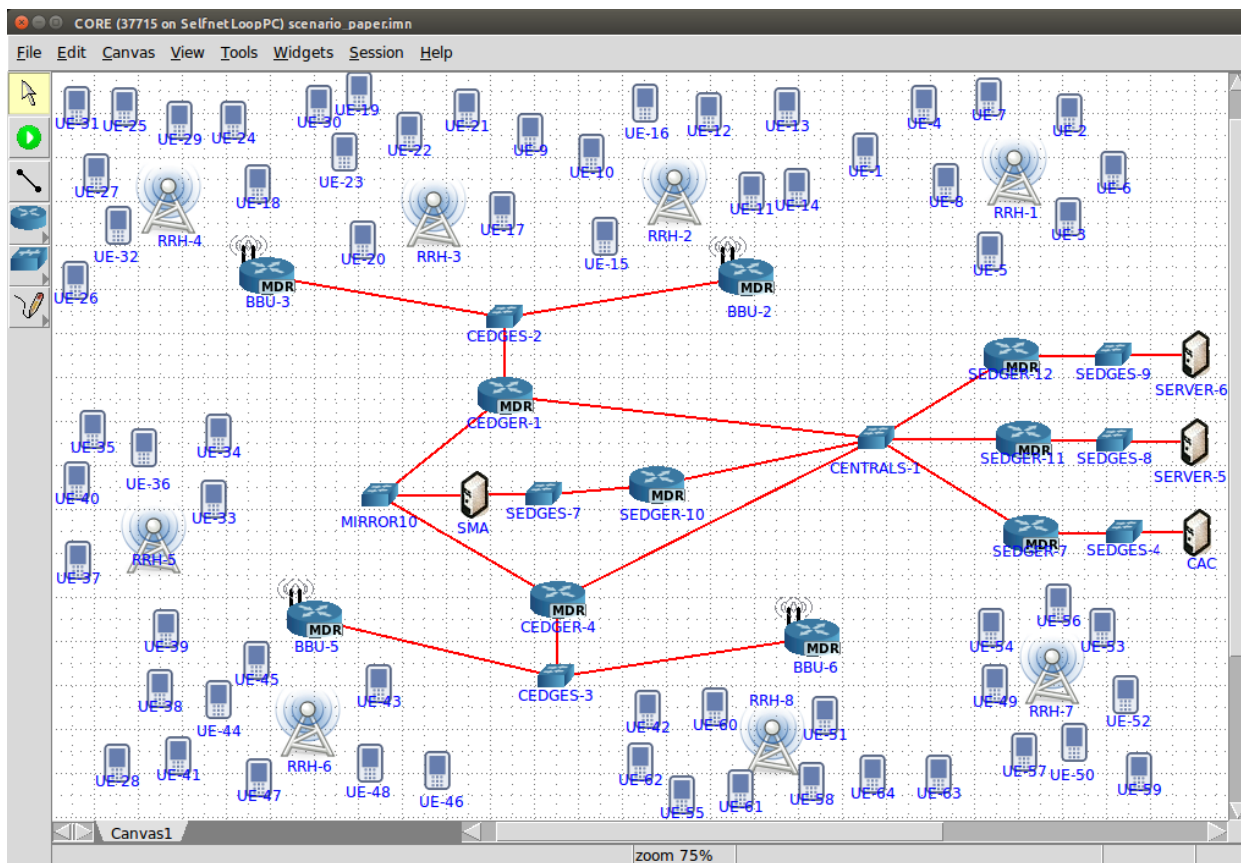 CORE (37715 on SelfnetLoopPC) scenario_paper.imn
File Edit Canvas View Tools Widgets Session Help
UE-19
UE-7
UE-31 UE-25 UE-30 UE-21 UE-4
UE-29 UE-24 UE-16 UE-12 UE-13 UE-2
UE-22 UE-9
UE-23 UE-10 UE-1
UE-27 UE-18 UE-8 UE-6
UE-11 UE-14 RRH-1
UE-17 RRH-2 UE-3
RRH-4 UE-32 UE-20 RRH-3 UE-15 UE-5
UE-26 MDR BBU-3 MDR BBU-2
CEDGES-2
MDR SEDGER-12 SEDGES-9 SERVER-6
MDR CEDGER-1
UE-35 UE-34 MDR SEDGER-11 SEDGES-8 SERVER-5
CENTRALS-1
UE-40 UE-36
MDR SEDGER-10
UE-33 MIRROR10 SMA SEDGES-7
RRH-5 MDR SEDGER-7 SEDGES-4 CAC
UE-37
MDR CEDGER-4
UE-56
UE-39 MDR BBU-5 MDR BBU-6 UE-54 UE-53
UE-45 CEDGES-3
UE-38 UE-43 RRH-8 UE-49 RRH-7 UE-52
UE-44 UE-42 UE-60 UE-51
UE-28 UE-41 RRH-6 UE-48 UE-62 UE-57 UE-50
UE-47 UE-46 UE-55 UE-61 UE-58 UE-64 UE-63 UE-59
Canvas1
zoom 75%